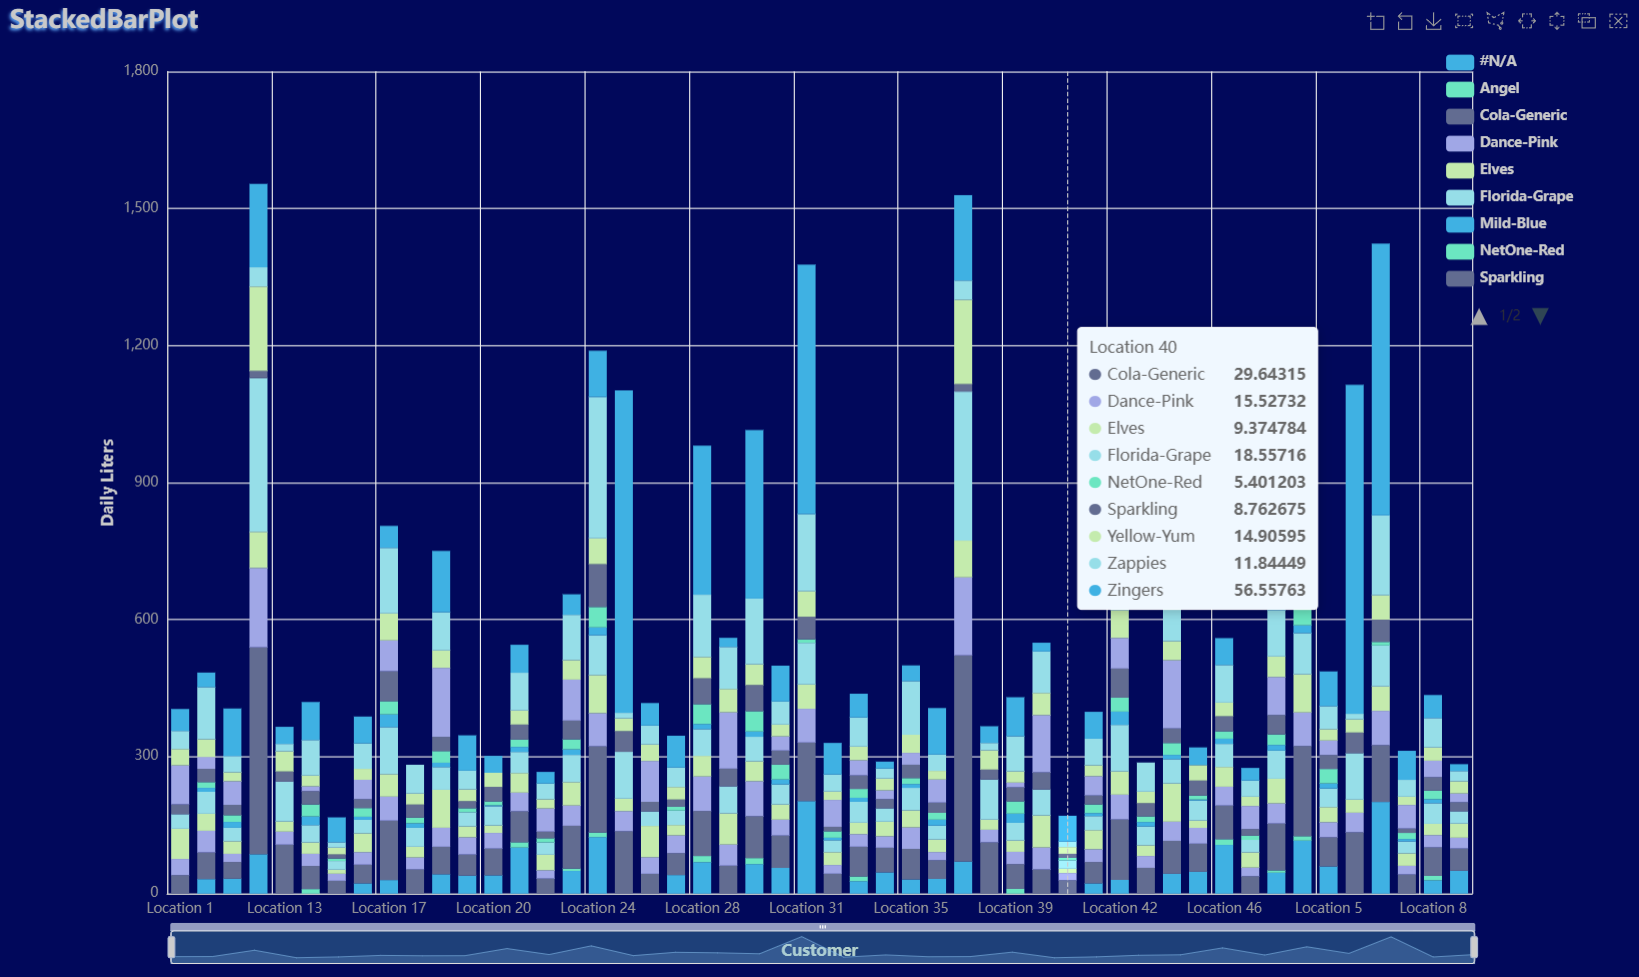 StackedBarPlot
#N/A
Angel
Cola-Generic
Dance-Pink
Elves
Florida-Grape
Mild-Blue
NetOne-Red
Sparkling
1/2
1,800
1,500
1,200
900
600
300
0
Daily Liters
Location 40
Cola-Generic 29.64315
Dance-Pink 15.52732
Elves 9.374784
Florida-Grape 18.55716
NetOne-Red 5.401203
Sparkling 8.762675
Yellow-Yum 14.90595
Zappies 11.84449
Zingers 56.55763
Location 1 Location 13 Location 17 Location 20 Location 24 Location 28 Location 31 Location 35 Location 39 Location 42 Location 46 Location 5 Location 8
Customer